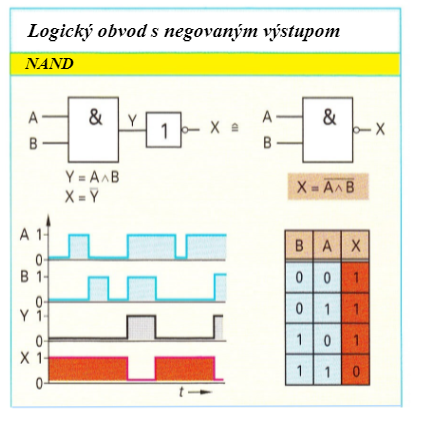 Logický obvod s negovaným výstupom
NAND
A & Y 1 X ≙ A & X
B B
Y = A∧B
X = Y̅
X = A̅∧̅B̅
A 1
0
B 1
0
Y 1
0
X 1
0
t
B A X
0 0 1
0 1 1
1 0 1
1 1 0